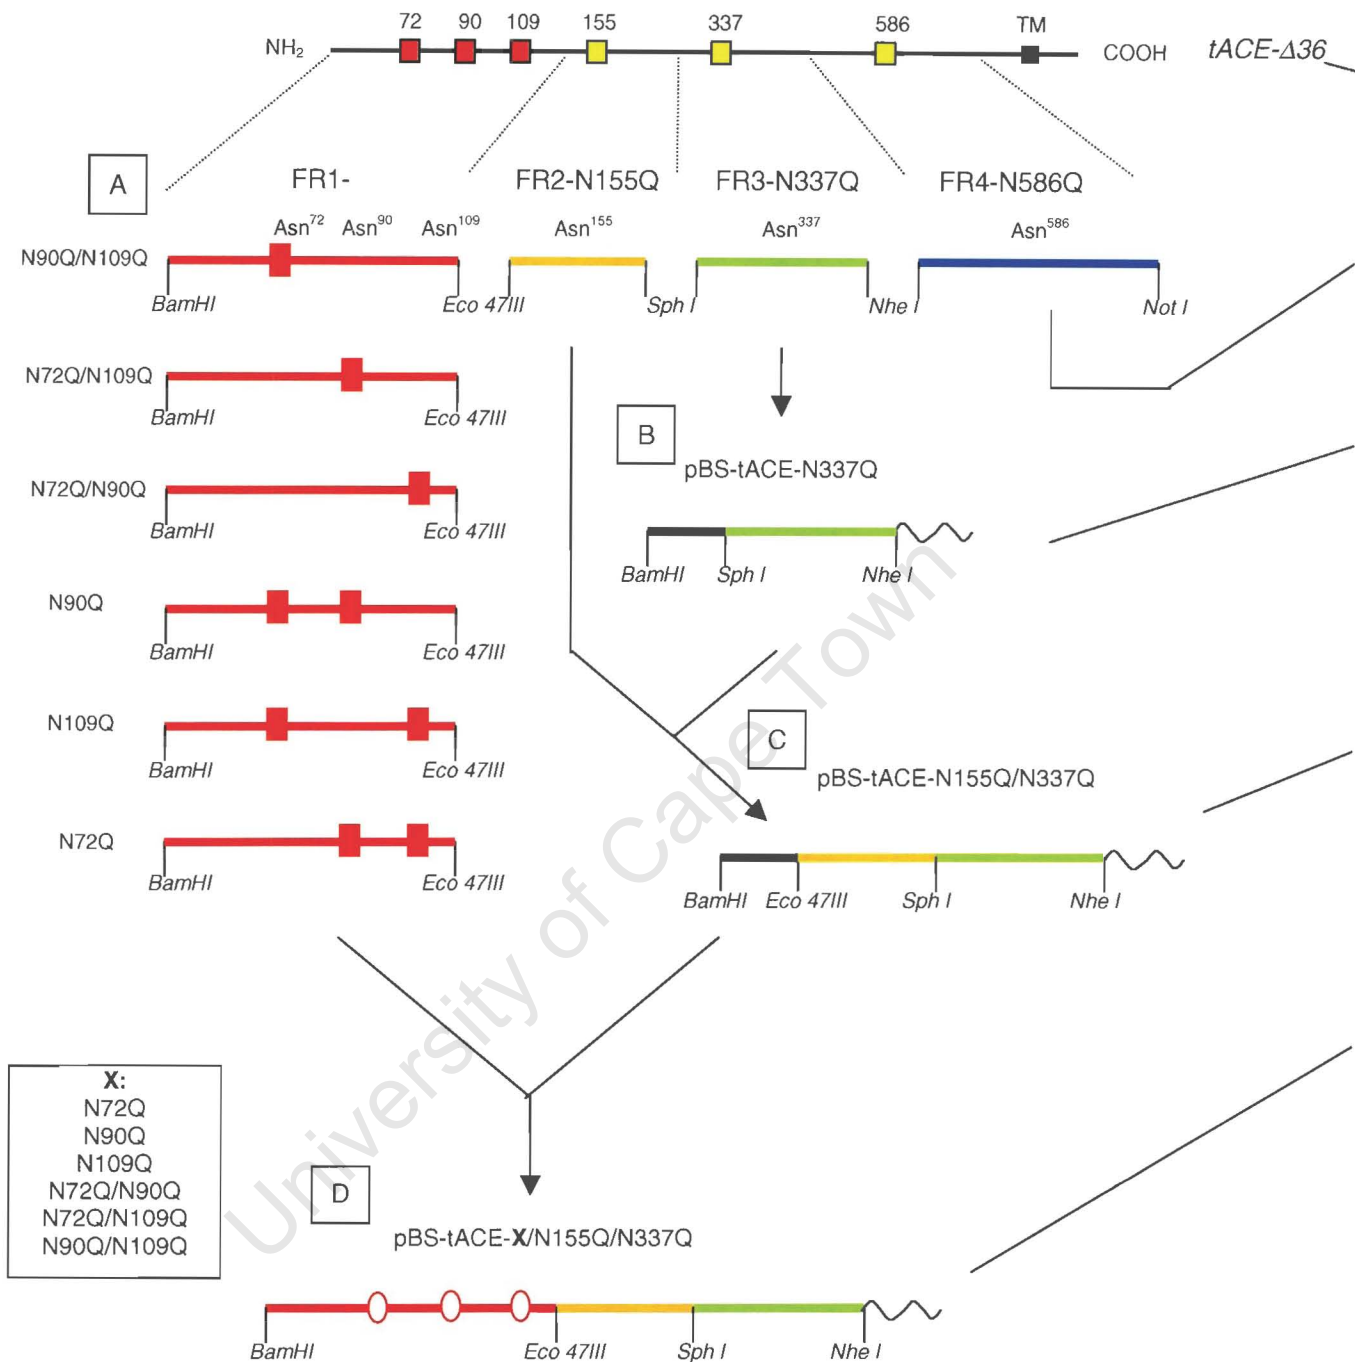 72 90 109 155 337 586 TM
NH2 COOH tACE-Δ36
A
FR1- FR2-N155Q FR3-N337Q FR4-N586Q
Asn72 Asn90 Asn109 Asn155 Asn337 Asn586
N90Q/N109Q
BamHI Eco 47III Sph I Nhe I Not I
N72Q/N109Q
BamHI Eco 47III
B
pBS-tACE-N337Q
N72Q/N90Q
BamHI Eco 47III
BamHI Sph I Nhe I
N90Q
BamHI Eco 47III
N109Q
BamHI Eco 47III
C
pBS-tACE-N155Q/N337Q
N72Q
BamHI Eco 47III
BamHI Eco 47III Sph I Nhe I
X:
N72Q
N90Q
N109Q
N72Q/N90Q
N72Q/N109Q
N90Q/N109Q
D
pBS-tACE-X/N155Q/N337Q
BamHI Eco 47III Sph I Nhe I
University of Cape Town